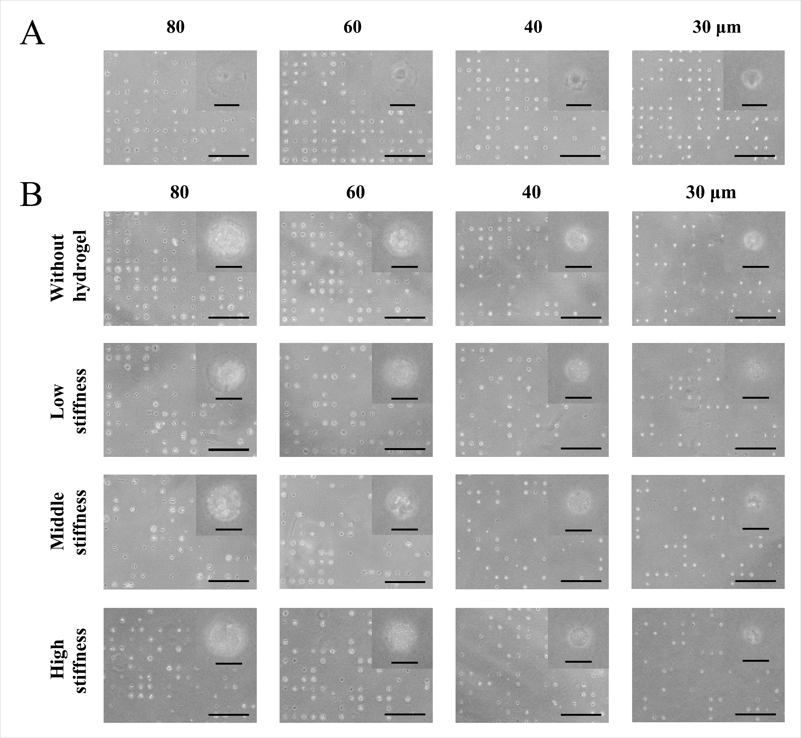 A
80 60 40 30 µm
B
80 60 40 30 µm
Without
hydrogel
Low
stiffness
Middle
stiffness
High
stiffness